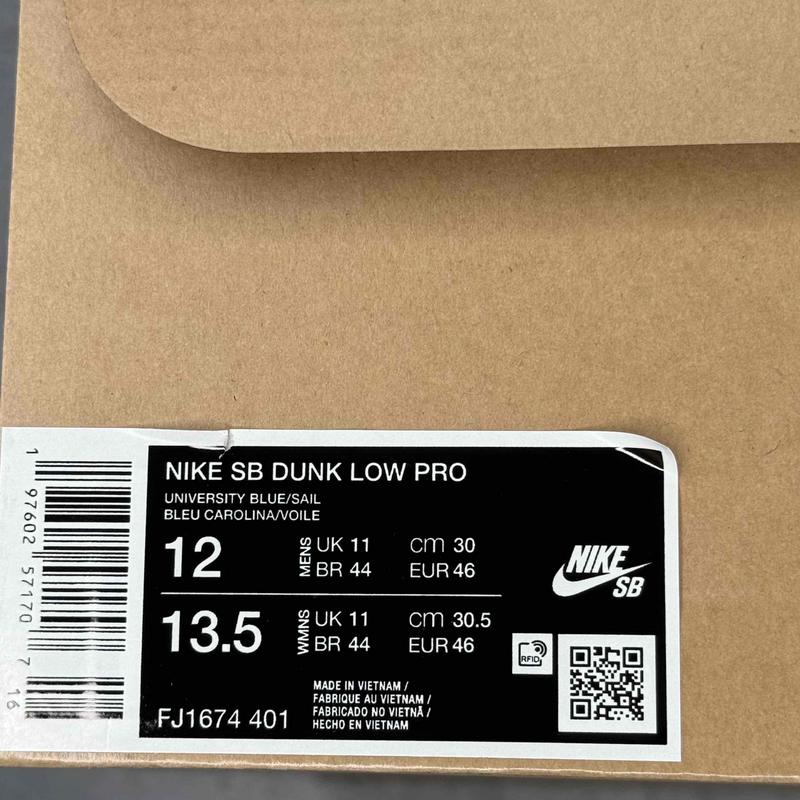 NIKE SB DUNK LOW PRO
UNIVERSITY BLUE/SAIL
BLEU CAROLINA/VOILE
12 MENS UK 11 cm 30
BR 44 EUR 46
13.5 WMNS UK 11 cm 30.5
BR 44 EUR 46
NIKE
SB
RFID
FJ1674 401
MADE IN VIETNAM /
FABRIQUE AU VIETNAM /
FABRICADO NO VIETNÃ /
HECHO EN VIETNAM
1 97602 57170 7 16